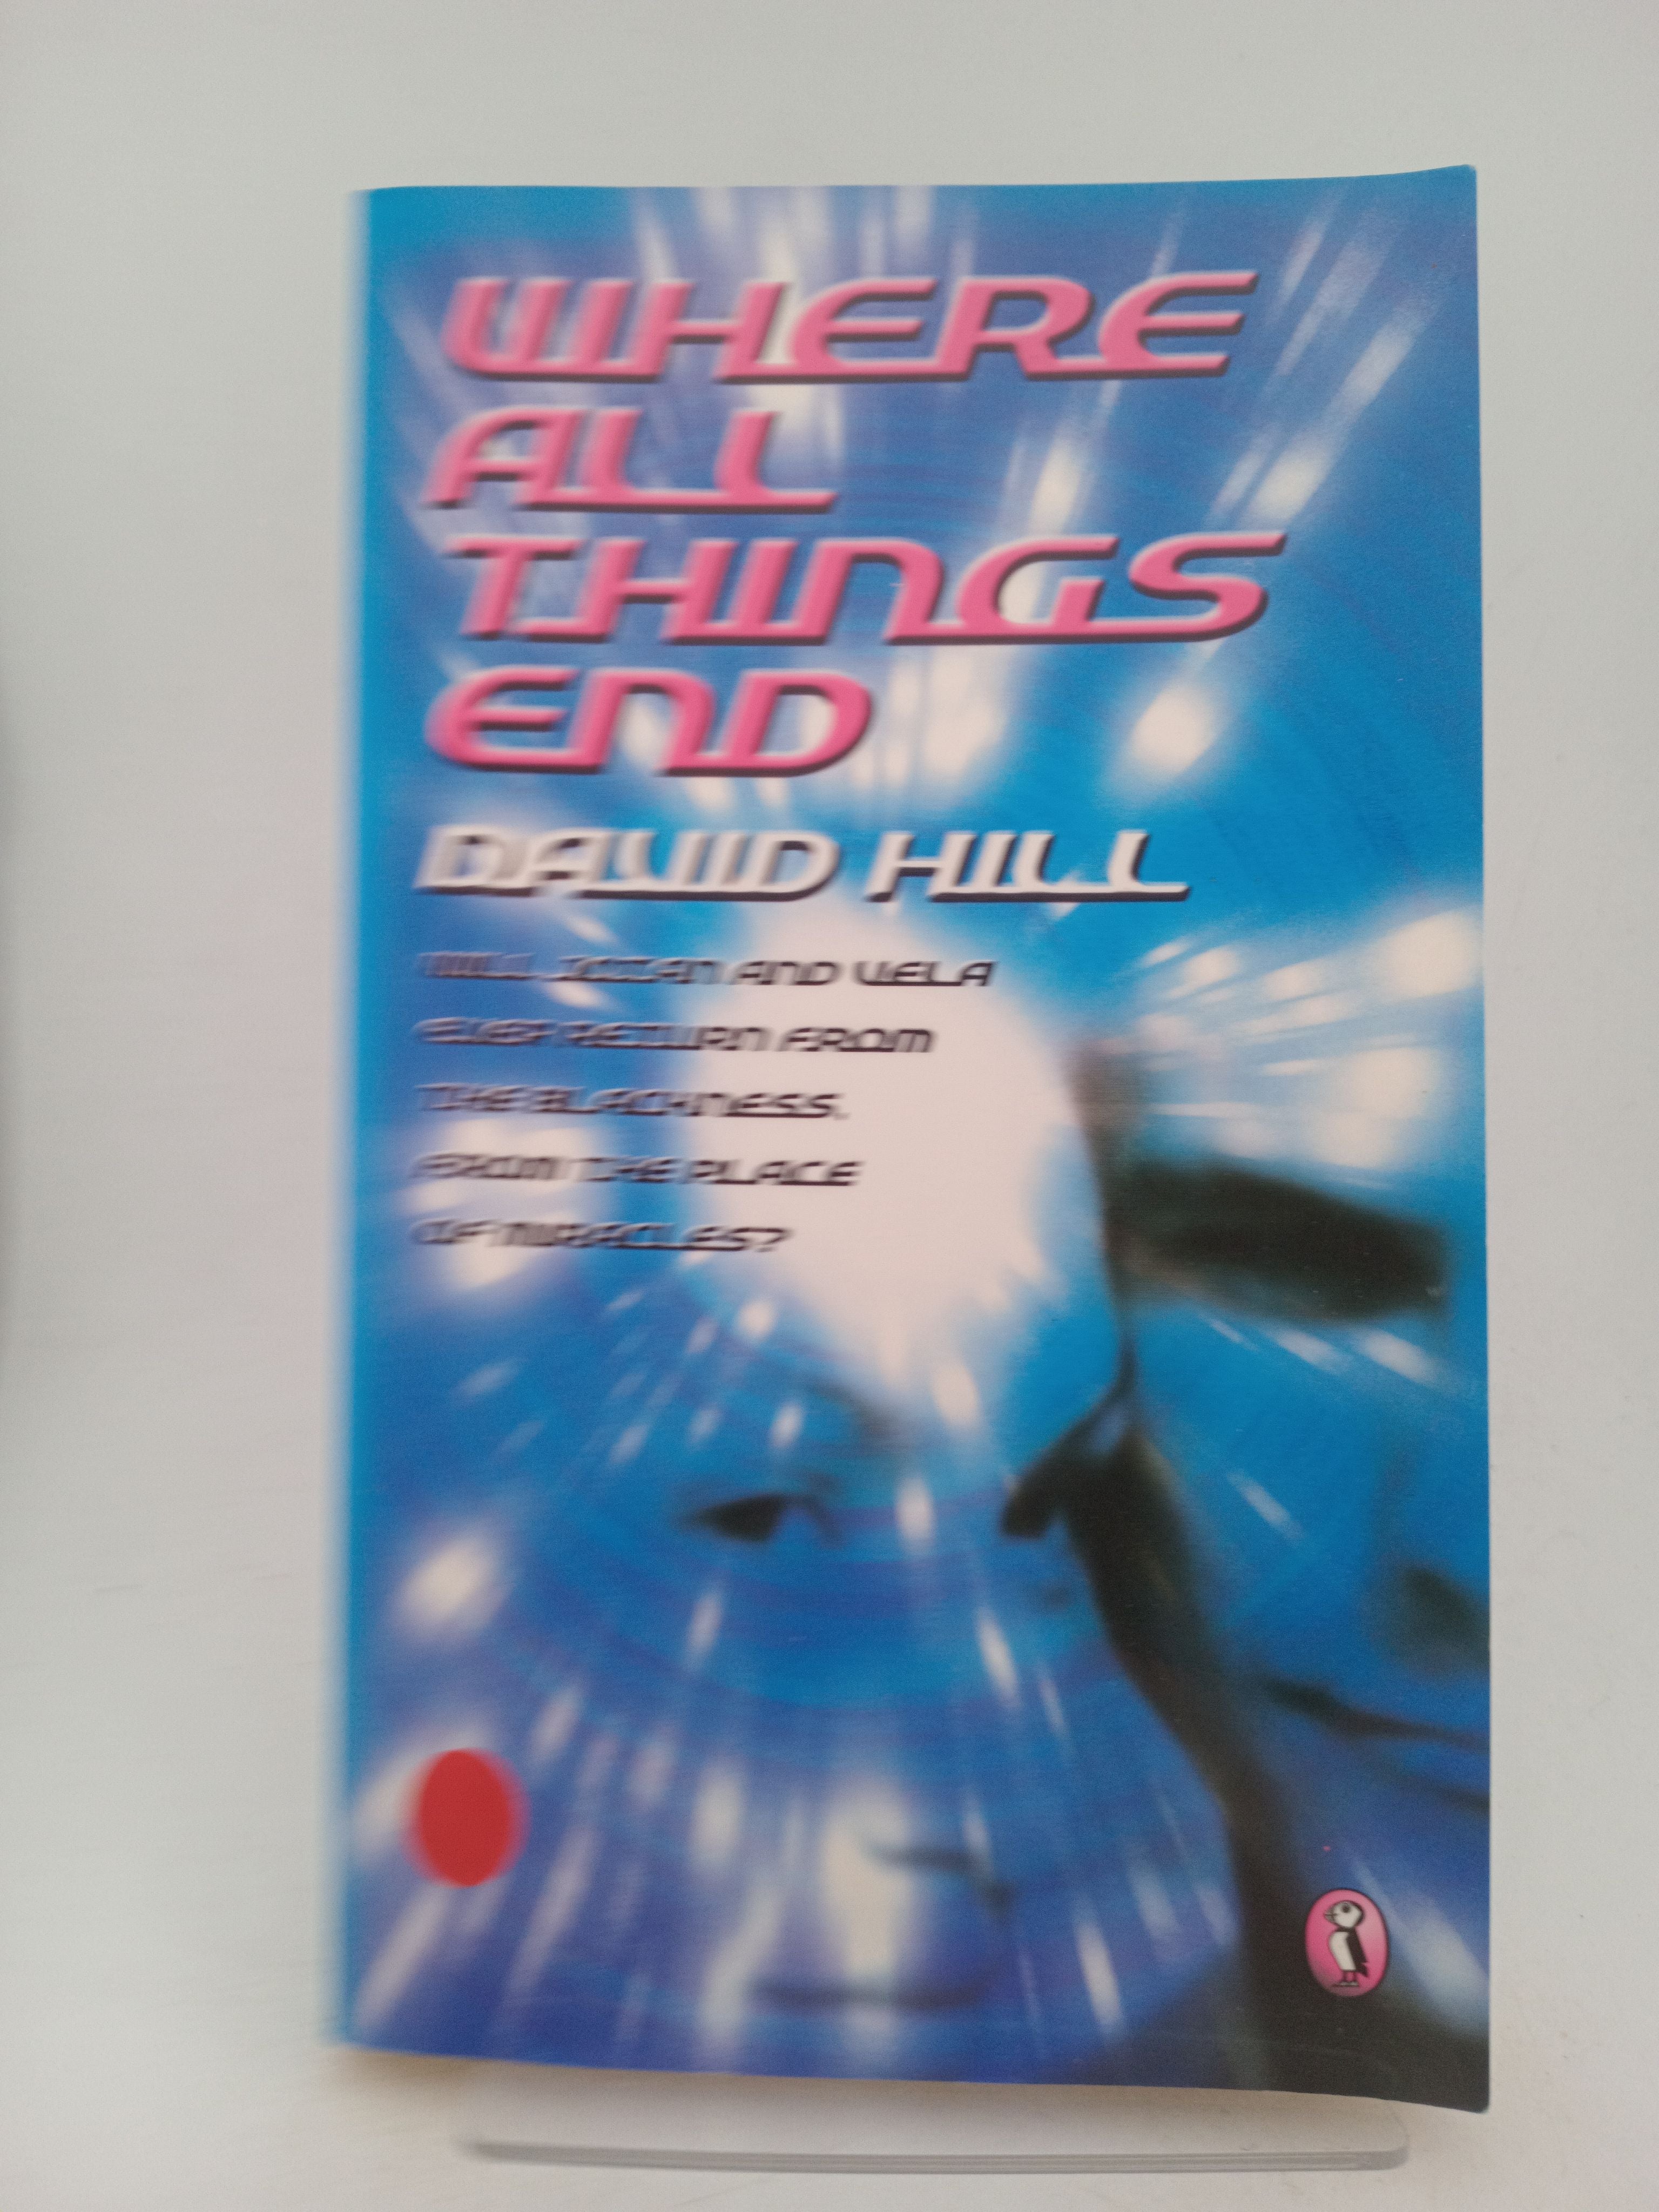 WHERE
ALL
THINGS
END
DAVID HILL
WILL AND VELA
EVER RETURN FROM
THE BLACKNESS,
FROM THE PLACE
OF MIRACLES?